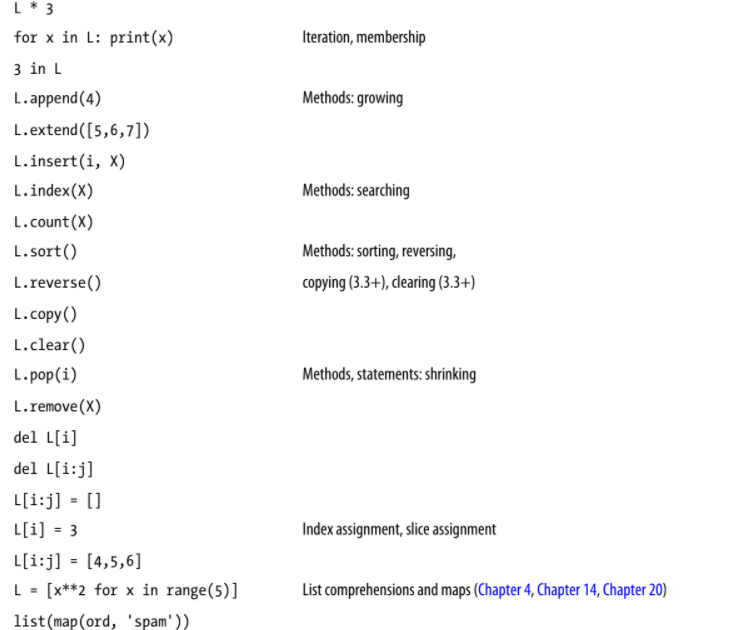 L * 3
for x in L: print(x) Iteration, membership
3 in L
L.append(4) Methods: growing
L.extend([5,6,7])
L.insert(i, X)
L.index(X) Methods: searching
L.count(X)
L.sort() Methods: sorting, reversing,
L.reverse() copying (3.3+), clearing (3.3+)
L.copy()
L.clear()
L.pop(i) Methods, statements: shrinking
L.remove(X)
del L[i]
del L[i:j]
L[i:j] = []
L[i] = 3 Index assignment, slice assignment
L[i:j] = [4,5,6]
L = [x**2 for x in range(5)] List comprehensions and maps (Chapter 4, Chapter 14, Chapter 20)
list(map(ord, 'spam'))